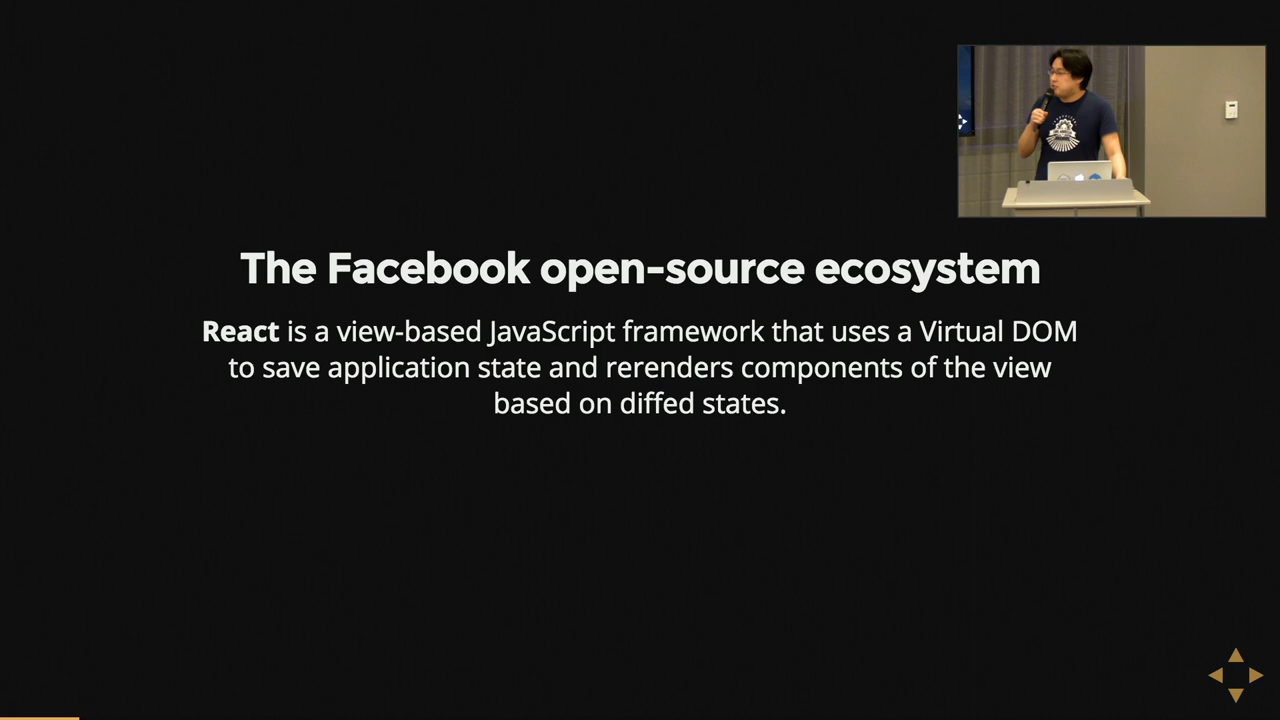 The Facebook open-source ecosystem
React is a view-based JavaScript framework that uses a Virtual DOM
to save application state and rerenders components of the view
based on diffed states.